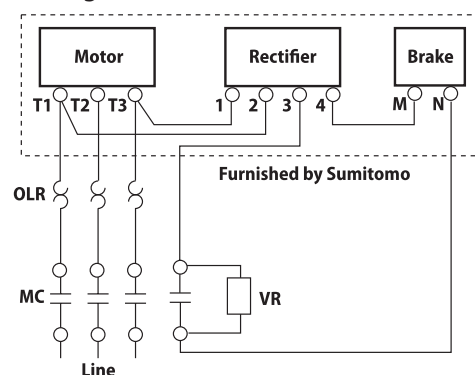 Motor Rectifier Brake
T1 T2 T3 1 2 3 4 M N
Furnished by Sumitomo
OLR
MC VR
Line